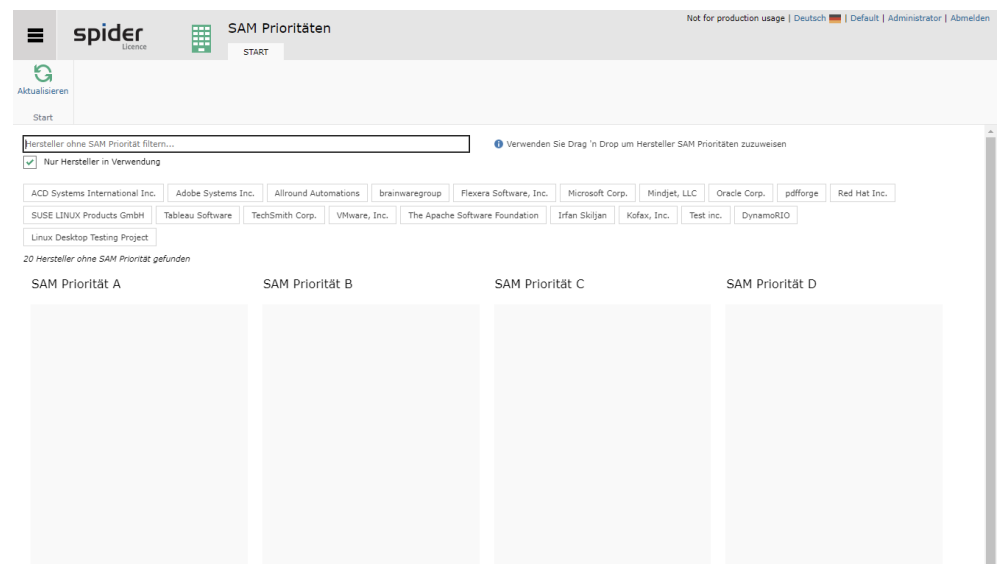 Not for production usage | Deutsch | Default | Administrator | Abmelden
spider
Licence
SAM Prioritäten
START
Aktualisieren
Start
Hersteller ohne SAM Priorität filtern...
Verwenden Sie Drag 'n Drop um Hersteller SAM Prioritäten zuzuweisen
Nur Hersteller in Verwendung
ACD Systems International Inc. Adobe Systems Inc. Allround Automations brainwaregroup Flexera Software, Inc. Microsoft Corp. Mindjet, LLC Oracle Corp. pdfforge Red Hat Inc.
SUSE LINUX Products GmbH Tableau Software TechSmith Corp. VMware, Inc. The Apache Software Foundation Irfan Skiljan Kofax, Inc. Test inc. DynamoRIO
Linux Desktop Testing Project
20 Hersteller ohne SAM Priorität gefunden
SAM Priorität A SAM Priorität B SAM Priorität C SAM Priorität D